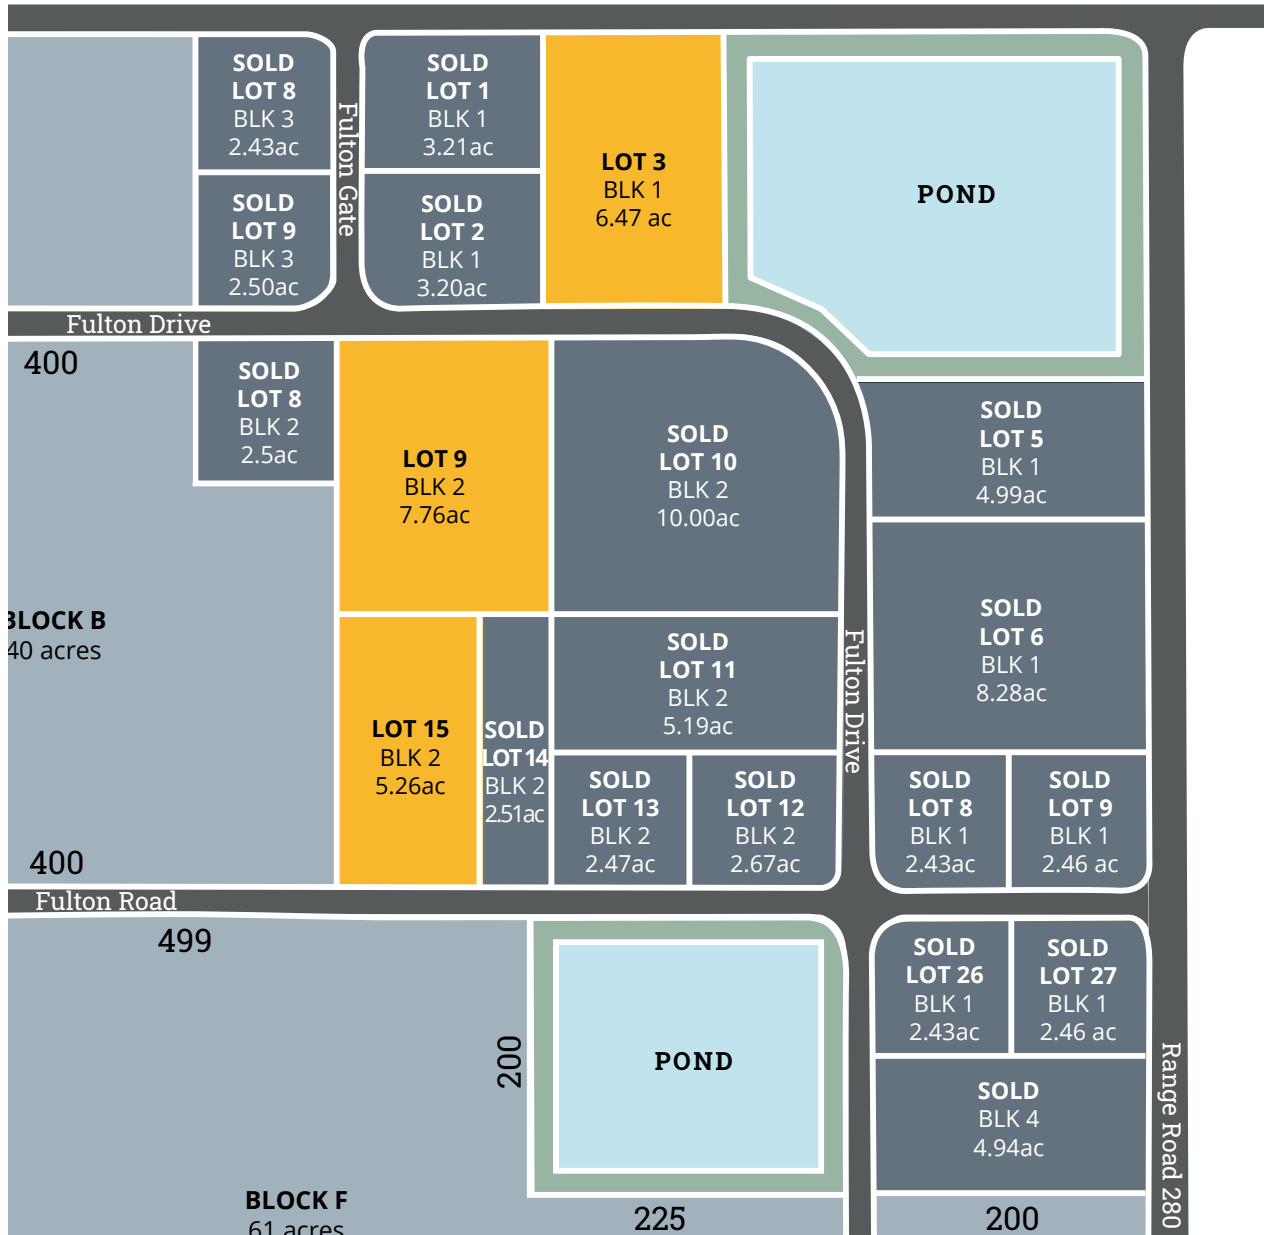 SOLD
LOT 8
BLK 3
2.43ac
SOLD
LOT 9
BLK 3
2.50ac
Fulton Gate
SOLD
LOT 1
BLK 1
3.21ac
SOLD
LOT 2
BLK 1
3.20ac
LOT 3
BLK 1
6.47 ac
POND
Fulton Drive
400
SOLD
LOT 8
BLK 2
2.5ac
LOT 9
BLK 2
7.76ac
SOLD
LOT 10
BLK 2
10.00ac
SOLD
LOT 5
BLK 1
4.99ac
SOLD
LOT 6
BLK 1
8.28ac
BLOCK B
40 acres
LOT 15
BLK 2
5.26ac
SOLD
LOT 14
BLK 2
2.51ac
SOLD
LOT 11
BLK 2
5.19ac
Fulton Drive
SOLD
LOT 13
BLK 2
2.47ac
SOLD
LOT 12
BLK 2
2.67ac
SOLD
LOT 8
BLK 1
2.43ac
SOLD
LOT 9
BLK 1
2.46 ac
400
Fulton Road
499
200
POND
SOLD
LOT 26
BLK 1
2.43ac
SOLD
LOT 27
BLK 1
2.46 ac
SOLD
BLK 4
4.94ac
Range Road 280
BLOCK F
61 acres
225
200